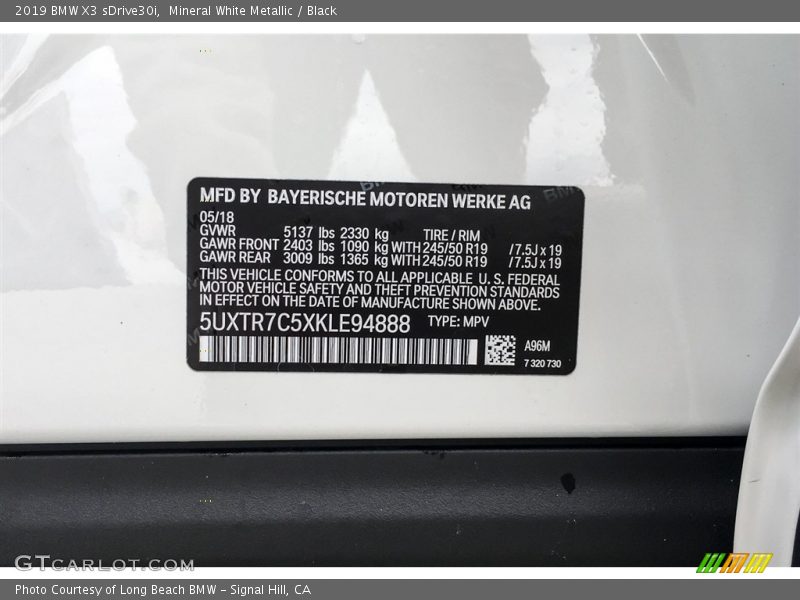 2019 BMW X3 sDrive30i, Mineral White Metallic / Black
MFD BY BAYERISCHE MOTOREN WERKE AG
05/18
GVWR 5137 lbs 2330 kg TIRE / RIM
GAWR FRONT 2403 lbs 1090 kg WITH 245/50 R19 /7.5J x 19
GAWR REAR 3009 lbs 1365 kg WITH 245/50 R19 /7.5J x 19
THIS VEHICLE CONFORMS TO ALL APPLICABLE U. S. FEDERAL
MOTOR VEHICLE SAFETY AND THEFT PREVENTION STANDARDS
IN EFFECT ON THE DATE OF MANUFACTURE SHOWN ABOVE.
5UXTR7C5XKLE94888 TYPE: MPV
A96M
7 320 730
GTCARLOT.COM
Photo Courtesy of Long Beach BMW - Signal Hill, CA